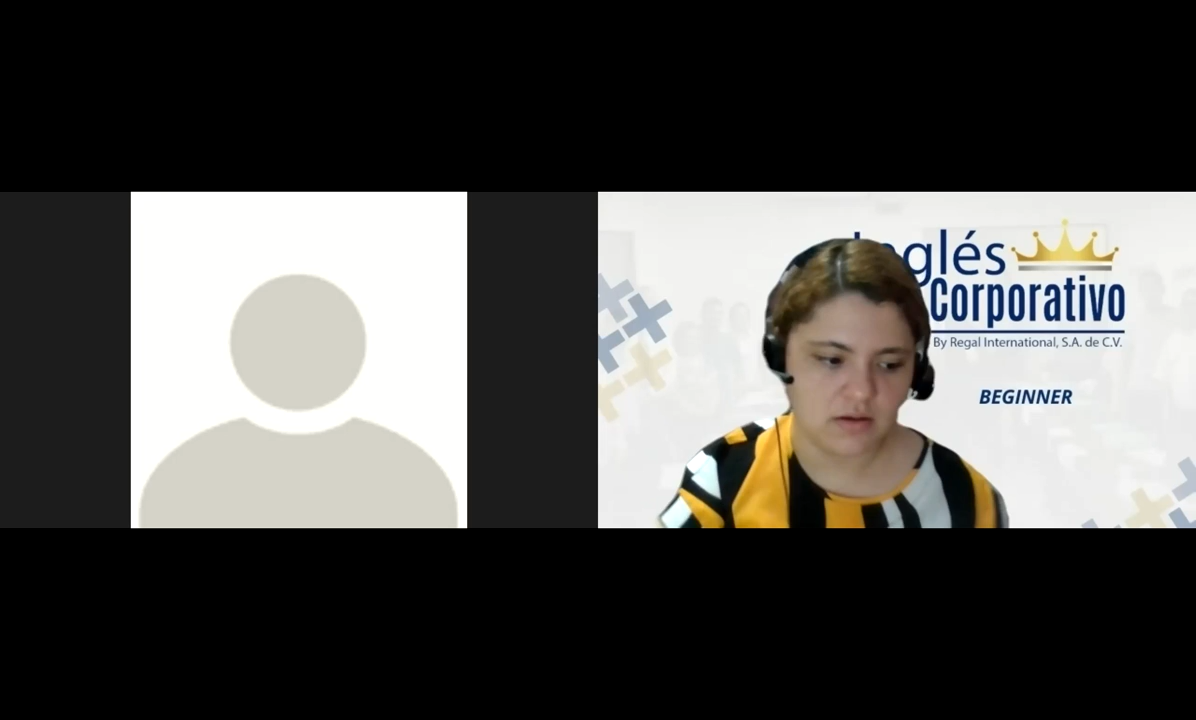 glés
Corporativo
By Regal International, S.A. de C.V.
BEGINNER